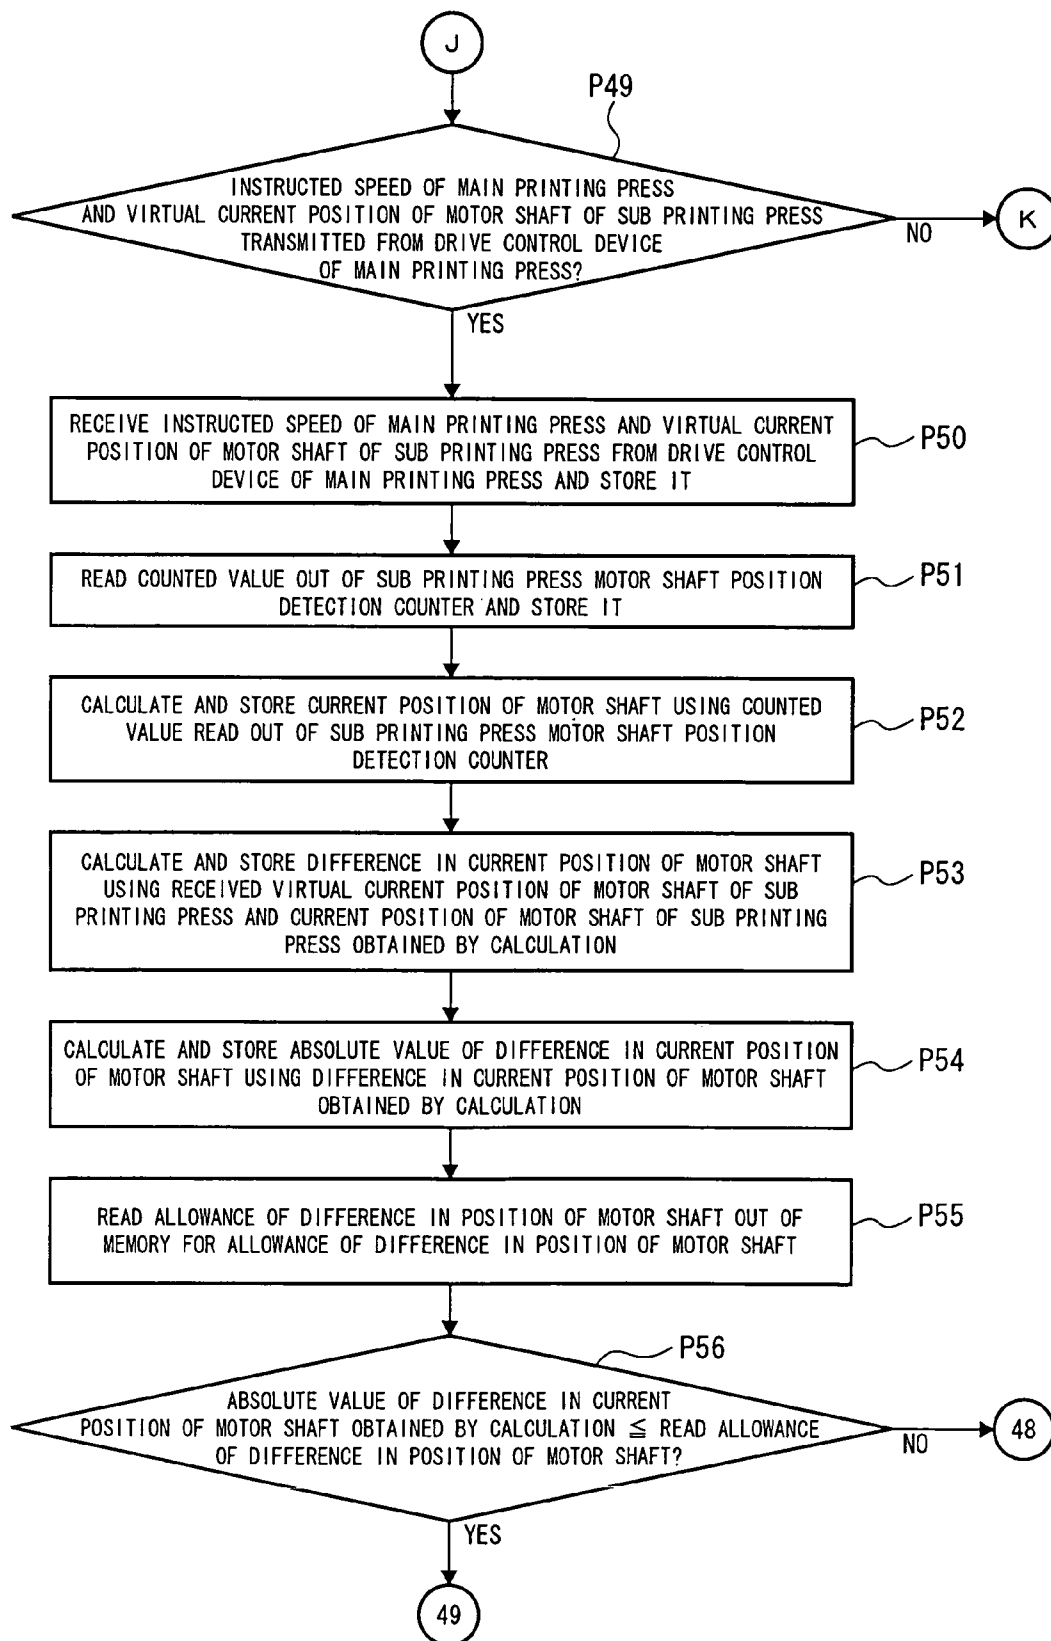 J
P49
INSTRUCTED SPEED OF MAIN PRINTING PRESS
AND VIRTUAL CURRENT POSITION OF MOTOR SHAFT OF SUB PRINTING PRESS
TRANSMITTED FROM DRIVE CONTROL DEVICE
OF MAIN PRINTING PRESS?
NO
K
YES
RECEIVE INSTRUCTED SPEED OF MAIN PRINTING PRESS AND VIRTUAL CURRENT
POSITION OF MOTOR SHAFT OF SUB PRINTING PRESS FROM DRIVE CONTROL
DEVICE OF MAIN PRINTING PRESS AND STORE IT
P50
READ COUNTED VALUE OUT OF SUB PRINTING PRESS MOTOR SHAFT POSITION
DETECTION COUNTER AND STORE IT
P51
CALCULATE AND STORE CURRENT POSITION OF MOTOR SHAFT USING COUNTED
VALUE READ OUT OF SUB PRINTING PRESS MOTOR SHAFT POSITION
DETECTION COUNTER
P52
CALCULATE AND STORE DIFFERENCE IN CURRENT POSITION OF MOTOR SHAFT
USING RECEIVED VIRTUAL CURRENT POSITION OF MOTOR SHAFT OF SUB
PRINTING PRESS AND CURRENT POSITION OF MOTOR SHAFT OF SUB PRINTING
PRESS OBTAINED BY CALCULATION
P53
CALCULATE AND STORE ABSOLUTE VALUE OF DIFFERENCE IN CURRENT POSITION
OF MOTOR SHAFT USING DIFFERENCE IN CURRENT POSITION OF MOTOR SHAFT
OBTAINED BY CALCULATION
P54
READ ALLOWANCE OF DIFFERENCE IN POSITION OF MOTOR SHAFT OUT OF
MEMORY FOR ALLOWANCE OF DIFFERENCE IN POSITION OF MOTOR SHAFT
P55
P56
ABSOLUTE VALUE OF DIFFERENCE IN CURRENT
POSITION OF MOTOR SHAFT OBTAINED BY CALCULATION ≦ READ ALLOWANCE
OF DIFFERENCE IN POSITION OF MOTOR SHAFT?
NO
48
YES
49